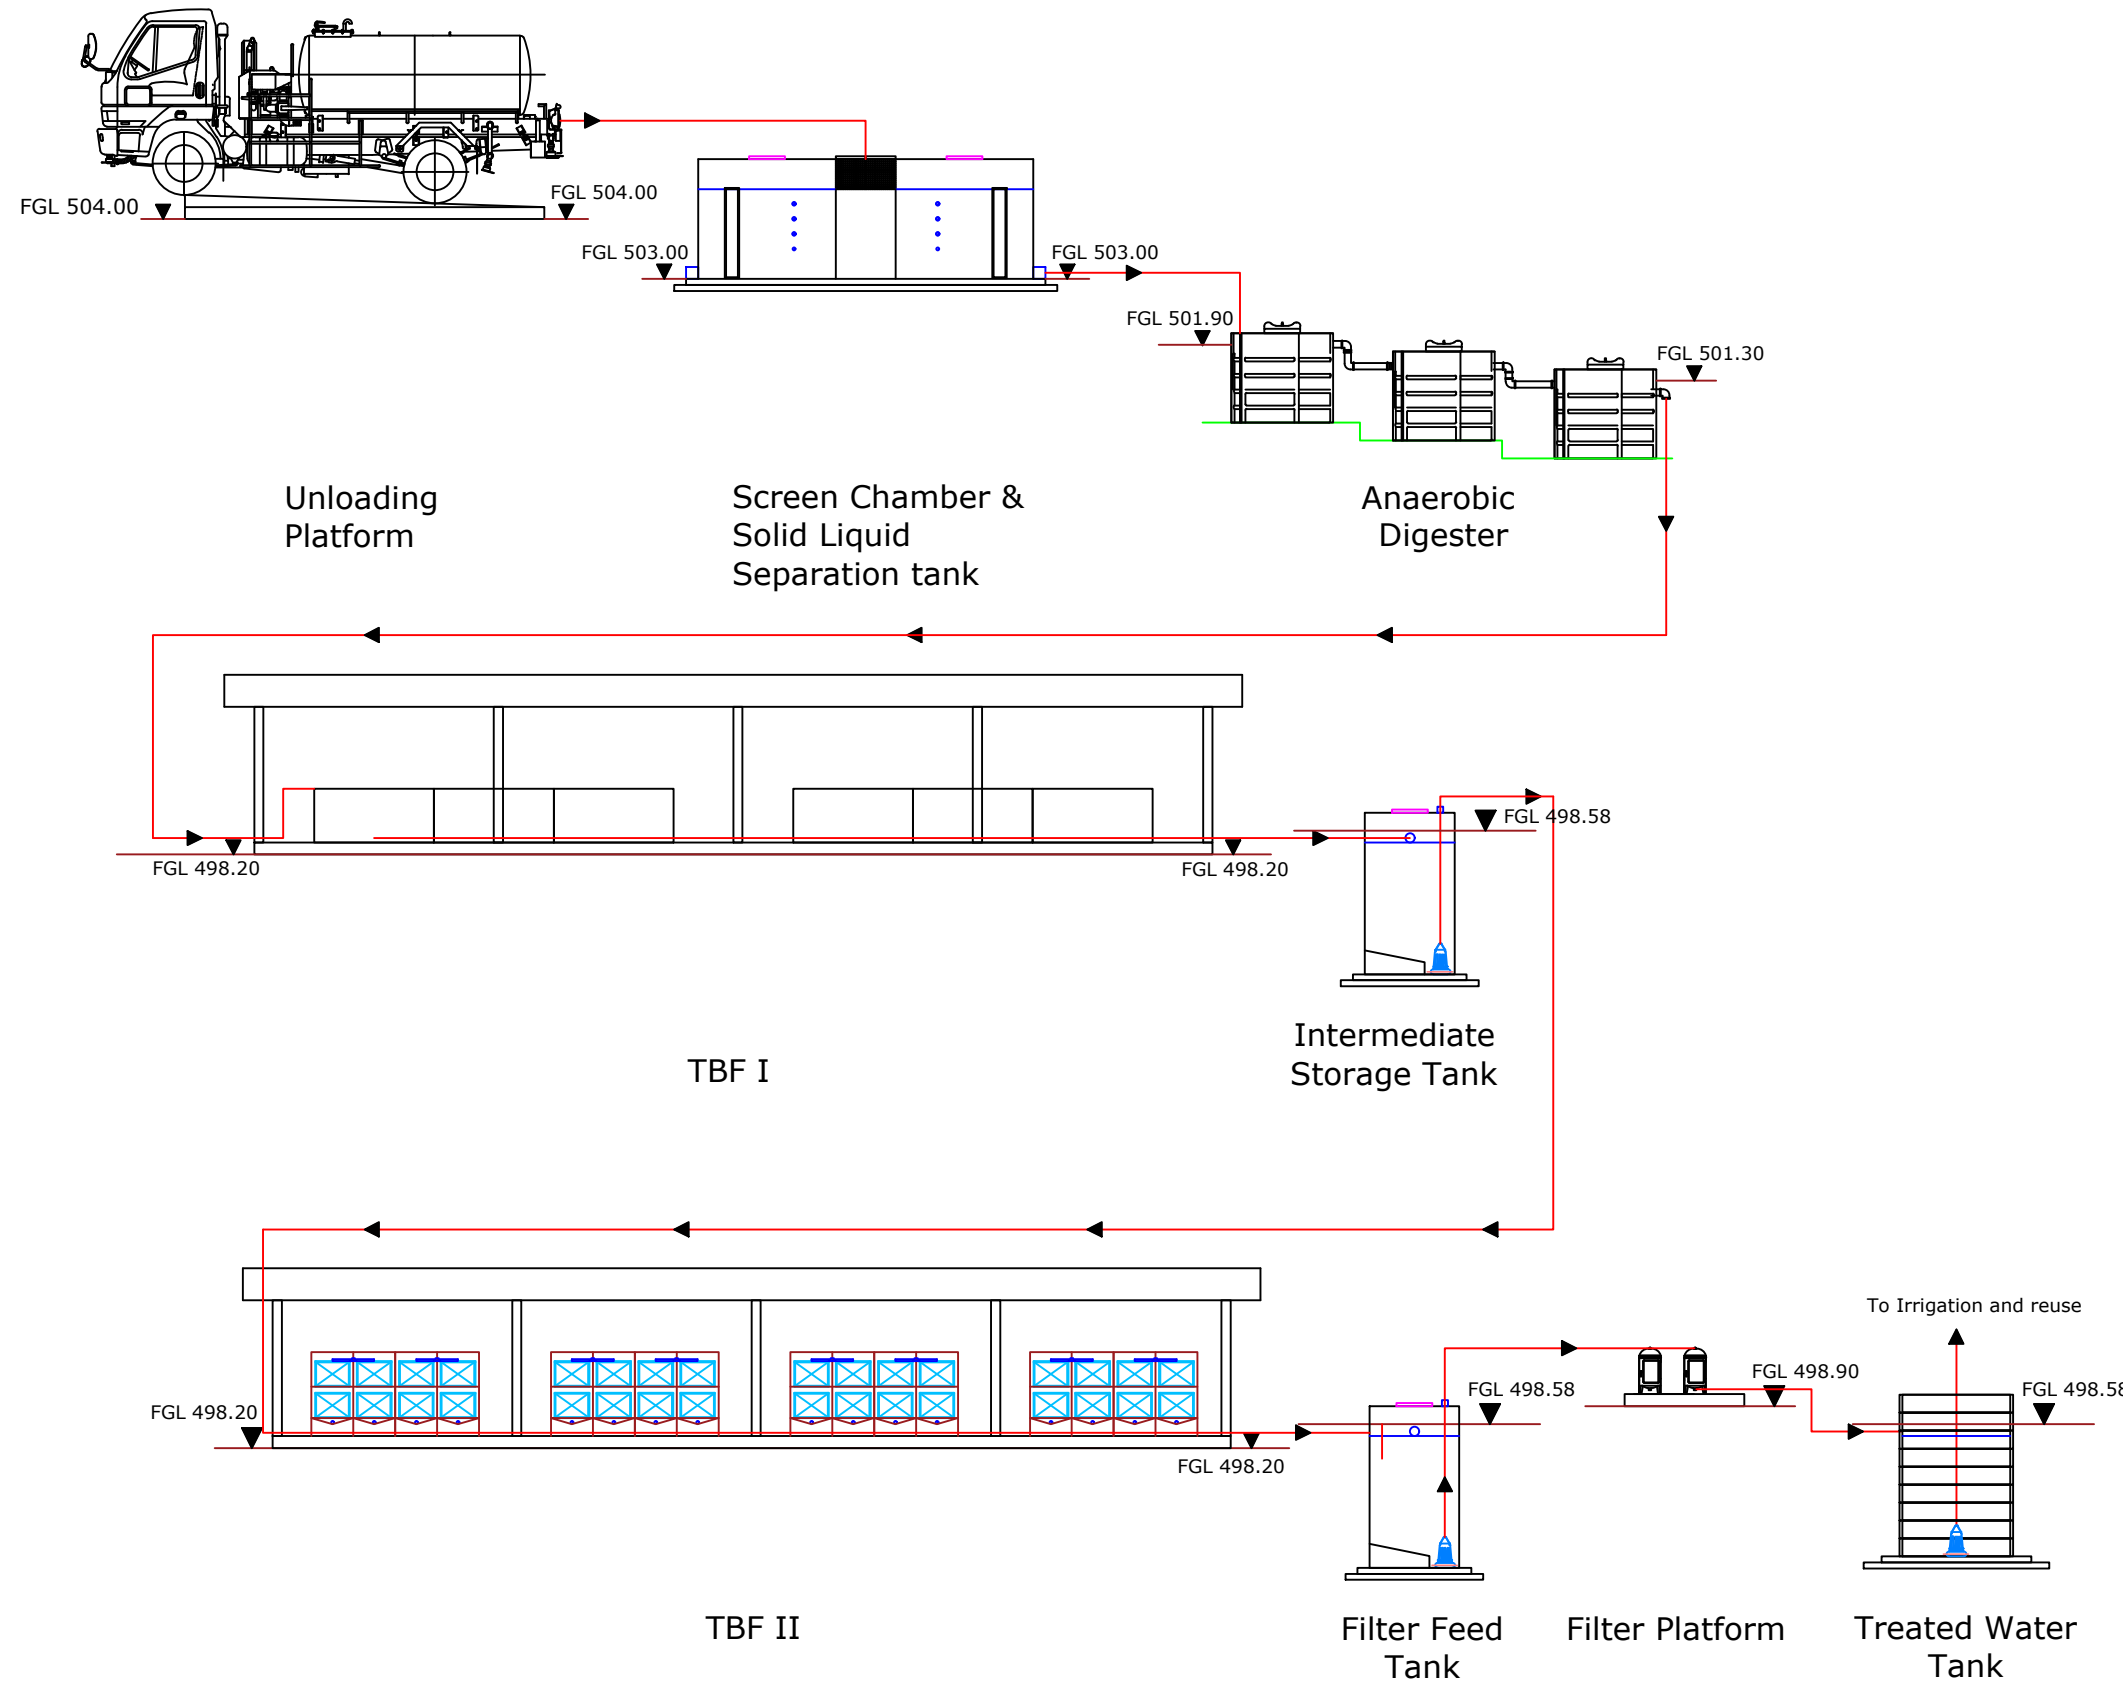 FGL 504.00
FGL 504.00
FGL 503.00
FGL 503.00
FGL 501.90
FGL 501.30
Unloading
Platform
Screen Chamber &
Solid Liquid
Separation tank
Anaerobic
Digester
FGL 498.20
FGL 498.20
FGL 498.58
TBF I
Intermediate
Storage Tank
To Irrigation and reuse
FGL 498.20
FGL 498.20
FGL 498.58
FGL 498.90
FGL 498.58
TBF II
Filter Feed
Tank
Filter Platform
Treated Water
Tank